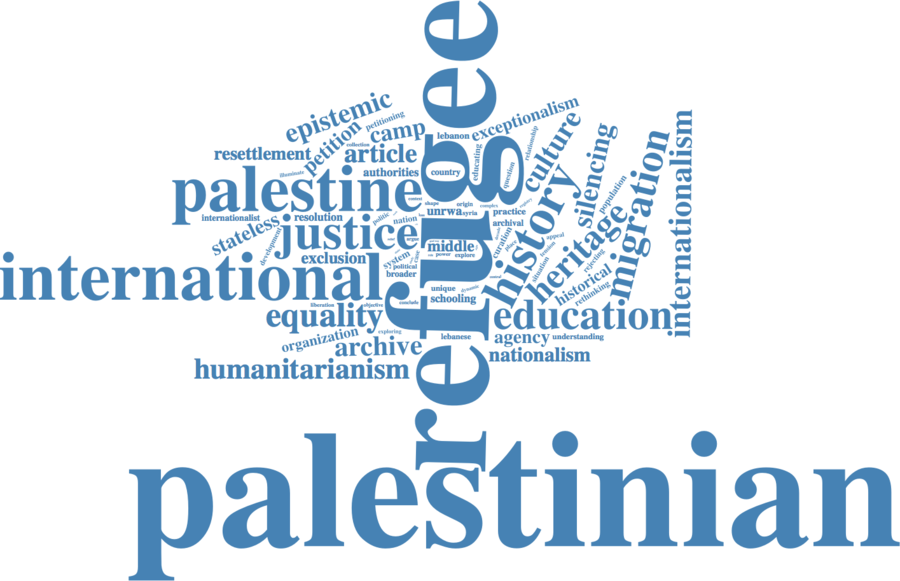 refugee
epistemic
petitioning
petition
camp
lebanon
exceptionalism
relationship
culture
silencing
collection
resettlement
article
authorities
country
educating
question
population
migration
internationalism
palestine
history
heritage
internationalist
resolution
stateless
development
justice
politic
nation
unrwa
syria
origin
complex
practice
archival
curation
place
appeal
tension
situation
rejecting
historical
rethinking
exclusion
system
political
broader
middle
power
explore
international
unique
dynamic
schooling
liberation
objective
conclude
equality
education
organization
exploring
archive
lebanese
agency
understanding
nationalism
humanitarianism
palestinian